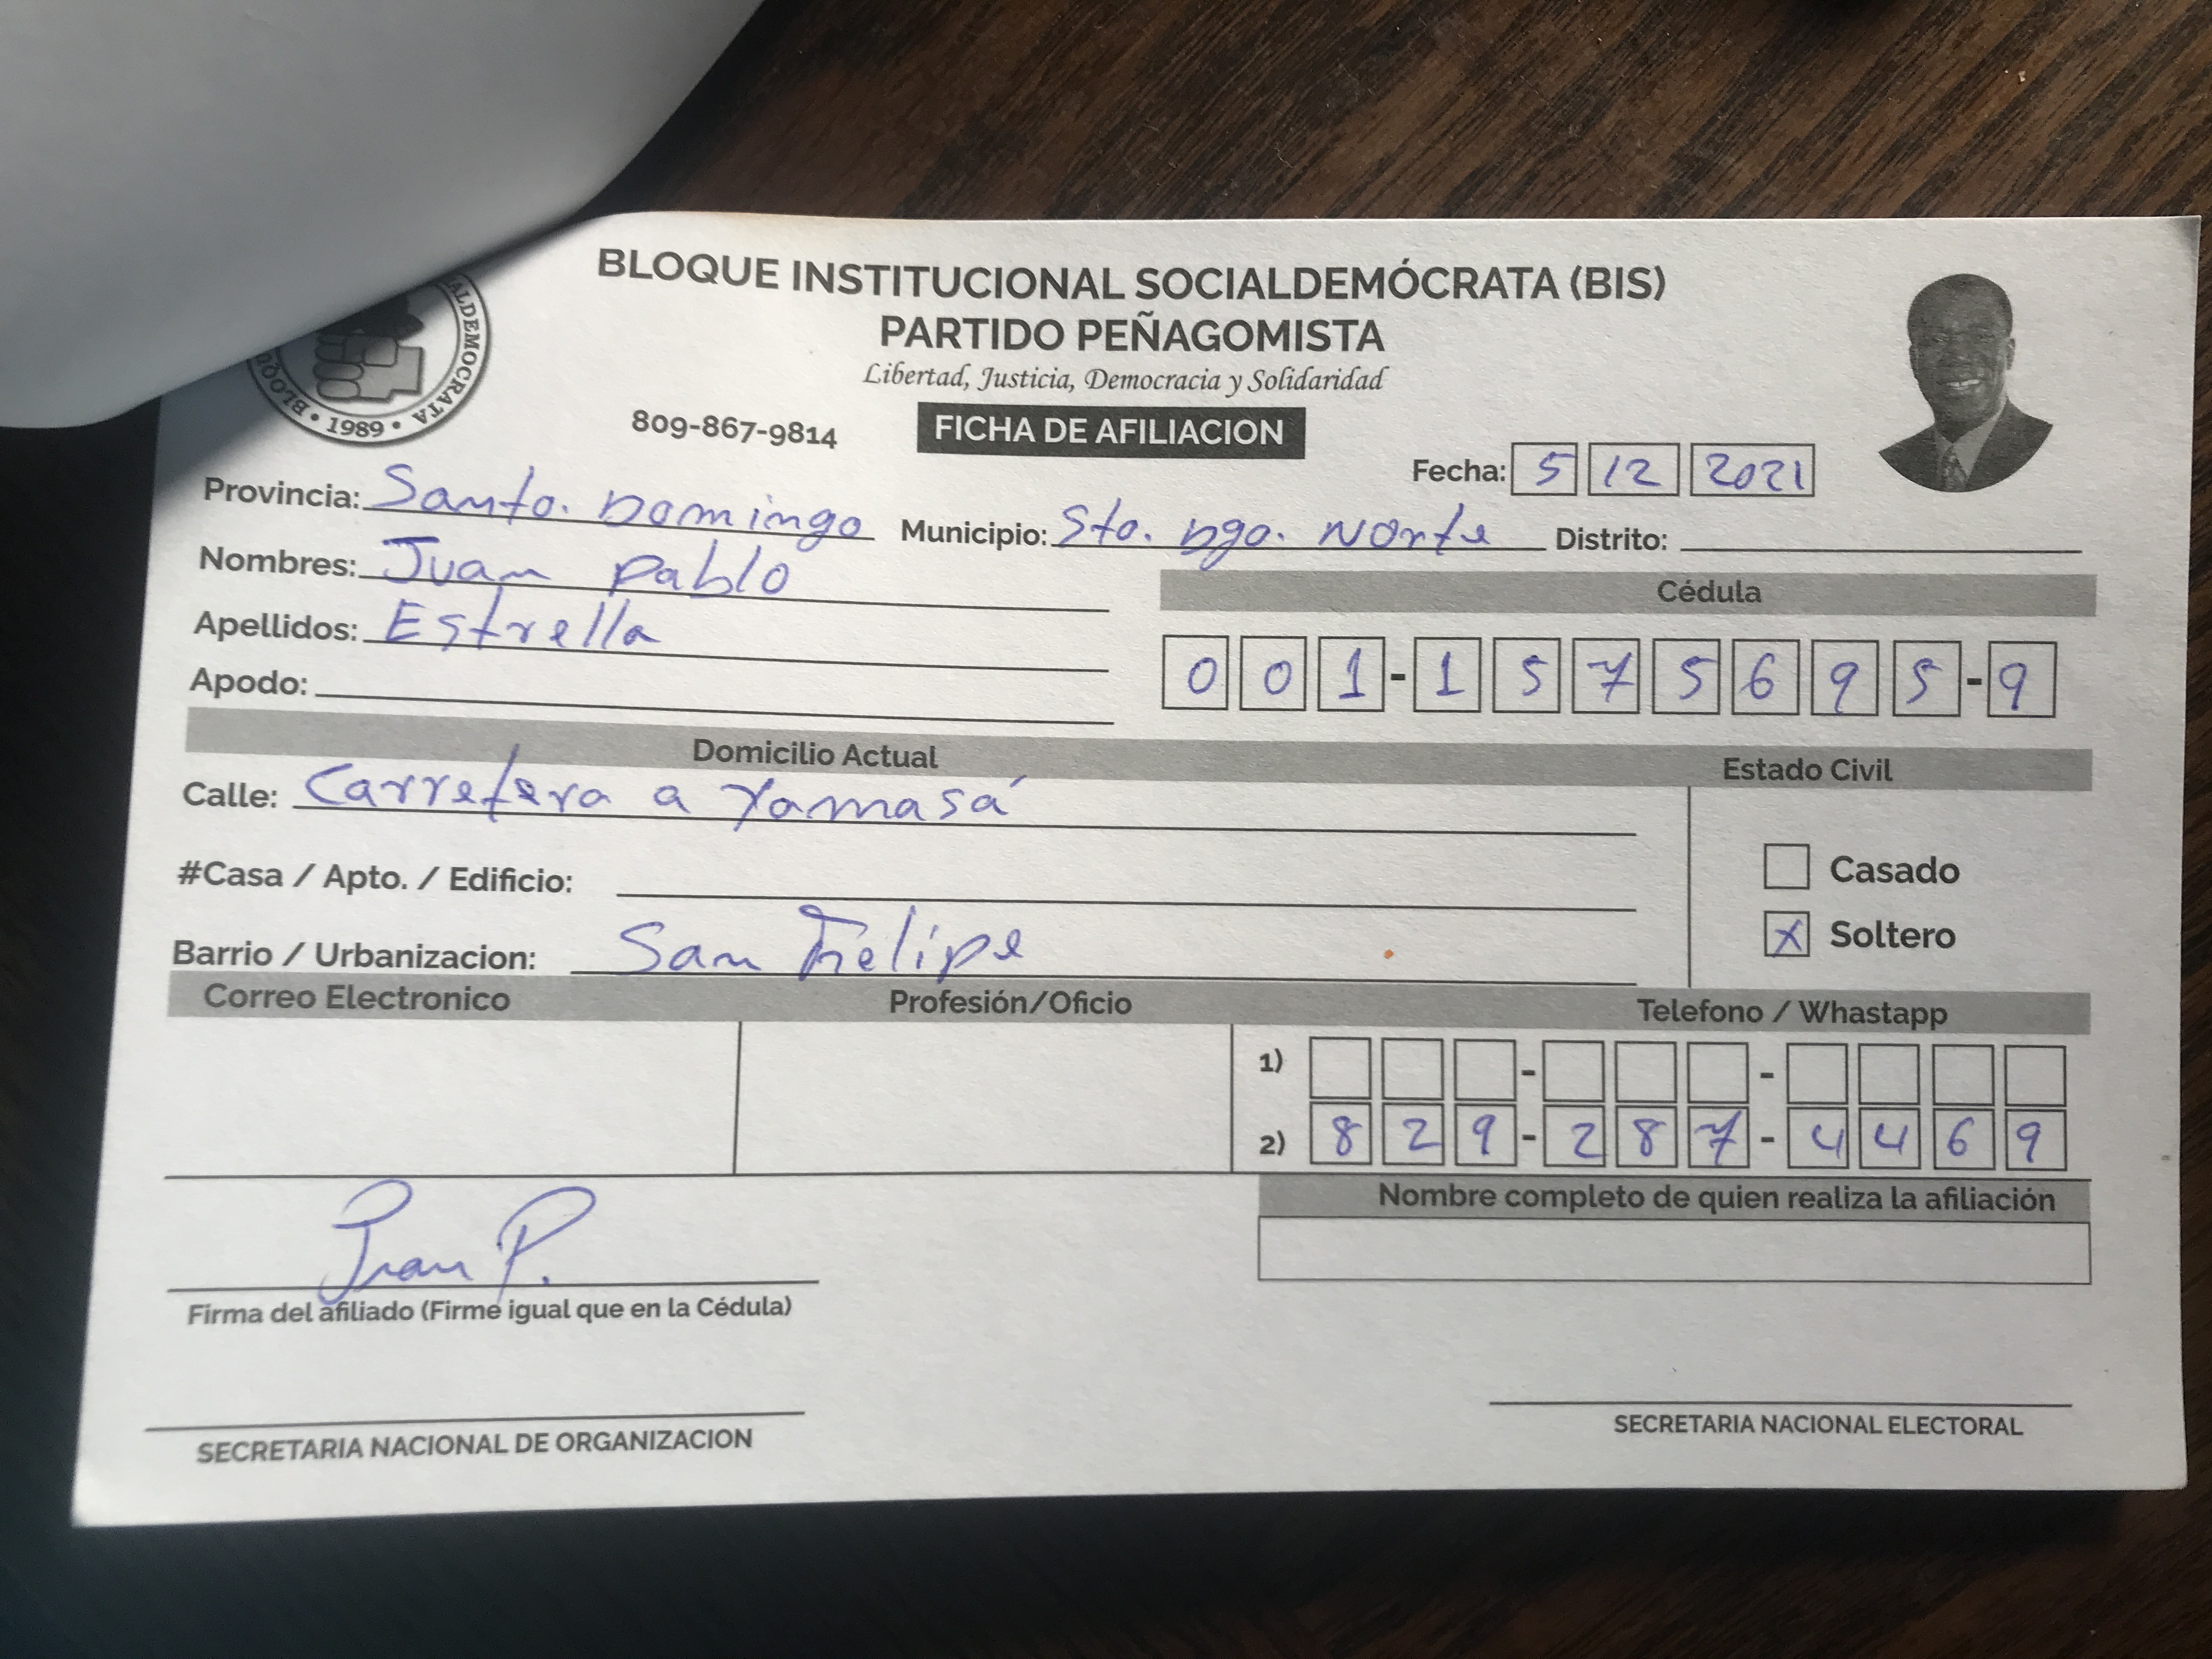 BLOQUE INSTITUCIONAL SOCIALDEMÓCRATA (BIS)
PARTIDO PEÑAGOMISTA
Libertad, Justicia, Democracia y Solidaridad
ALDEMOCRATA • 1989 • BLOQ
809-867-9814 FICHA DE AFILIACION
Fecha: 5 12 2021
Provincia: Santo. Domingo Municipio: Sto. Dgo. Norte Distrito:
Nombres: Juan Pablo
Cédula
Apellidos: Estrella
001-1575695-9
Apodo:
Domicilio Actual Estado Civil
Calle: Carretera a Yamasá
Casado
#Casa / Apto. / Edificio:
X Soltero
Barrio / Urbanizacion: San Felipe
Correo Electronico Profesión/Oficio Telefono / Whastapp
1) - -
2) 829-287-4469
Nombre completo de quien realiza la afiliación
Juan P.
Firma del afiliado (Firme igual que en la Cédula)
SECRETARIA NACIONAL DE ORGANIZACION SECRETARIA NACIONAL ELECTORAL